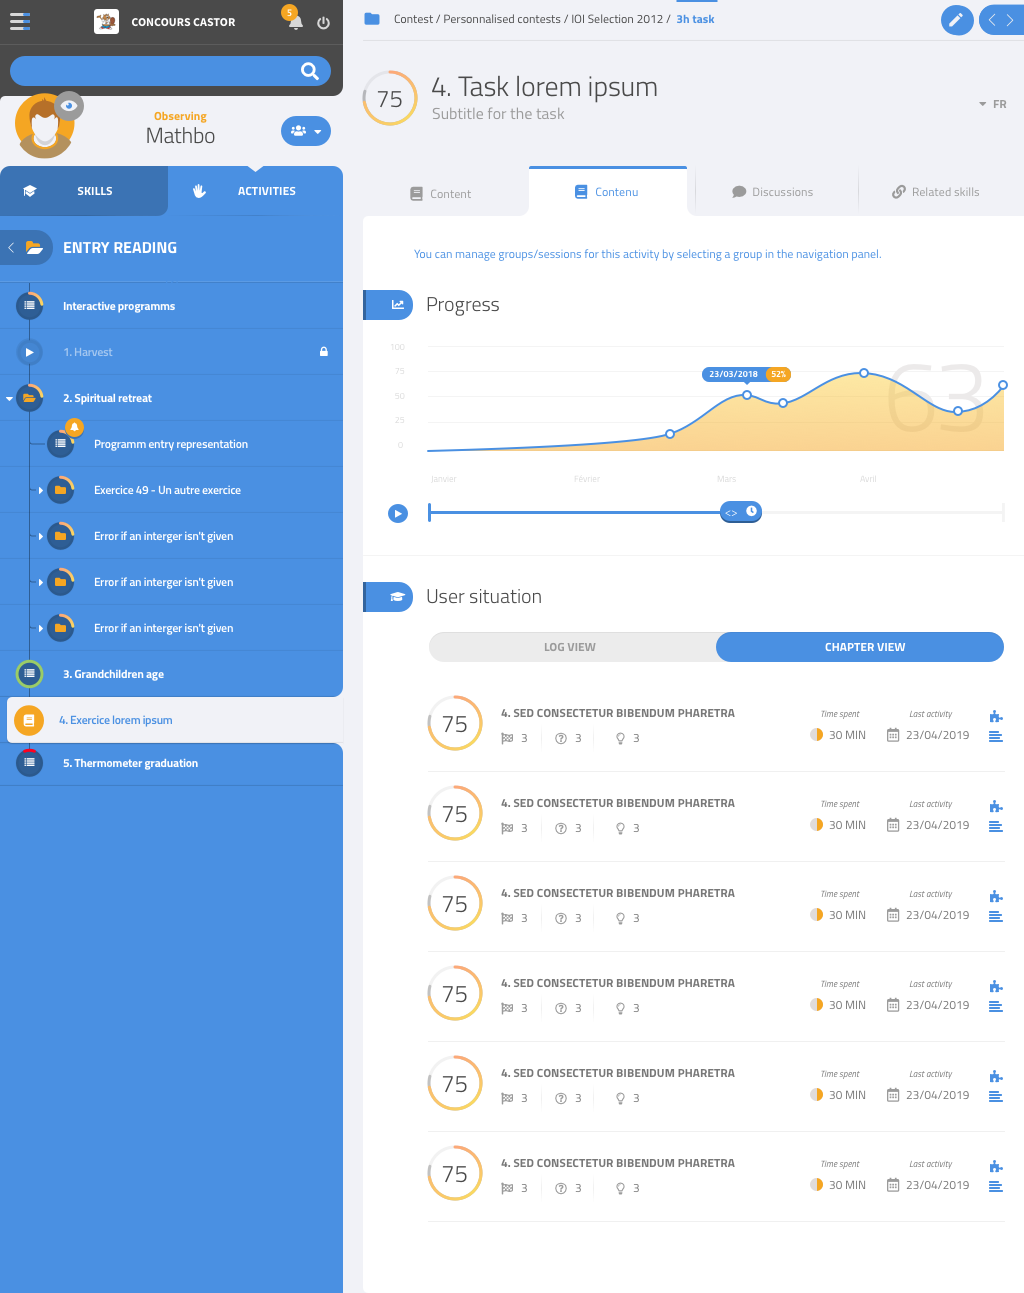 CONCOURS CASTOR
5
Observing
Mathbo
SKILLS
ACTIVITIES
ENTRY READING
Interactive programms
1. Harvest
2. Spiritual retreat
Programm entry representation
Exercice 49 - Un autre exercice
Error if an interger isn't given
Error if an interger isn't given
Error if an interger isn't given
3. Grandchildren age
4. Exercice lorem ipsum
5. Thermometer graduation
Contest / Personnalised contests / IOI Selection 2012 / 3h task
75
4. Task lorem ipsum
Subtitle for the task
FR
Content
Contenu
Discussions
Related skills
You can manage groups/sessions for this activity by selecting a group in the navigation panel.
Progress
100
75
50
25
0
23/03/2018 52%
63
Janvier
Février
Mars
Avril
<>
User situation
LOG VIEW
CHAPTER VIEW
75
4. SED CONSECTETUR BIBENDUM PHARETRA
3 3 3
Time spent
30 MIN
Last activity
23/04/2019
75
4. SED CONSECTETUR BIBENDUM PHARETRA
3 3 3
Time spent
30 MIN
Last activity
23/04/2019
75
4. SED CONSECTETUR BIBENDUM PHARETRA
3 3 3
Time spent
30 MIN
Last activity
23/04/2019
75
4. SED CONSECTETUR BIBENDUM PHARETRA
3 3 3
Time spent
30 MIN
Last activity
23/04/2019
75
4. SED CONSECTETUR BIBENDUM PHARETRA
3 3 3
Time spent
30 MIN
Last activity
23/04/2019
75
4. SED CONSECTETUR BIBENDUM PHARETRA
3 3 3
Time spent
30 MIN
Last activity
23/04/2019